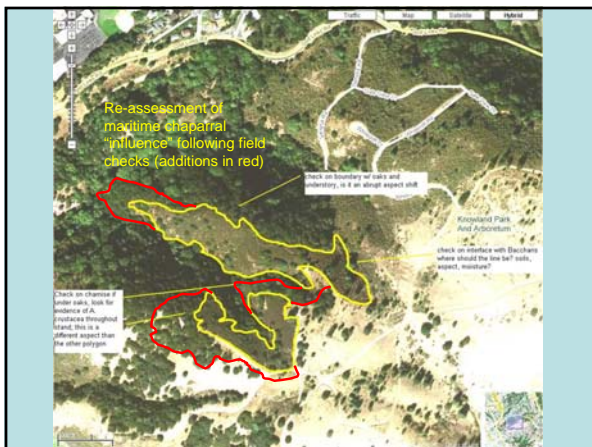 Traffic
Map
Satellite
Hybrid
Re-assessment of
maritime chaparral
"influence" following field
checks (additions in red)
check on boundary w/ oaks and
understory, is it an abrupt aspect shift
Knowland Park
And Arboretum
check on interface with Baccharis
where should the line be? soils,
aspect, moisture?
Check on chamise if
under oaks, look for
evidence of A.
crustacea throughout
stand, this is a
different aspect than
the other polygon